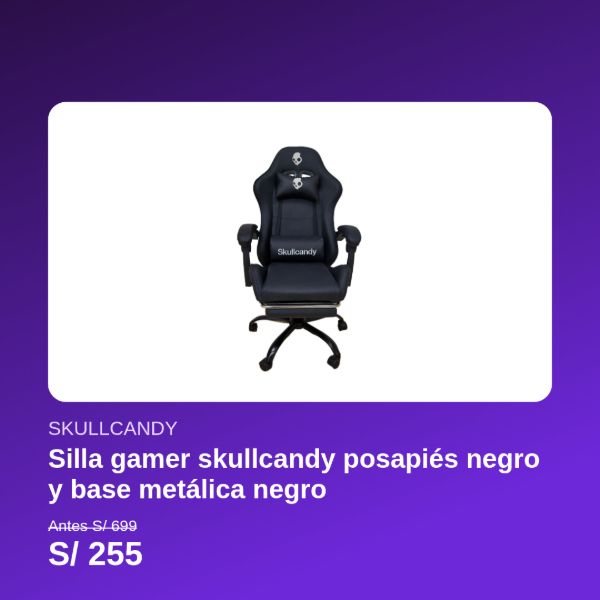 Skullcandy
SKULLCANDY
Silla gamer skullcandy posapiés negro
y base metálica negro
Antes S/ 699
S/ 255